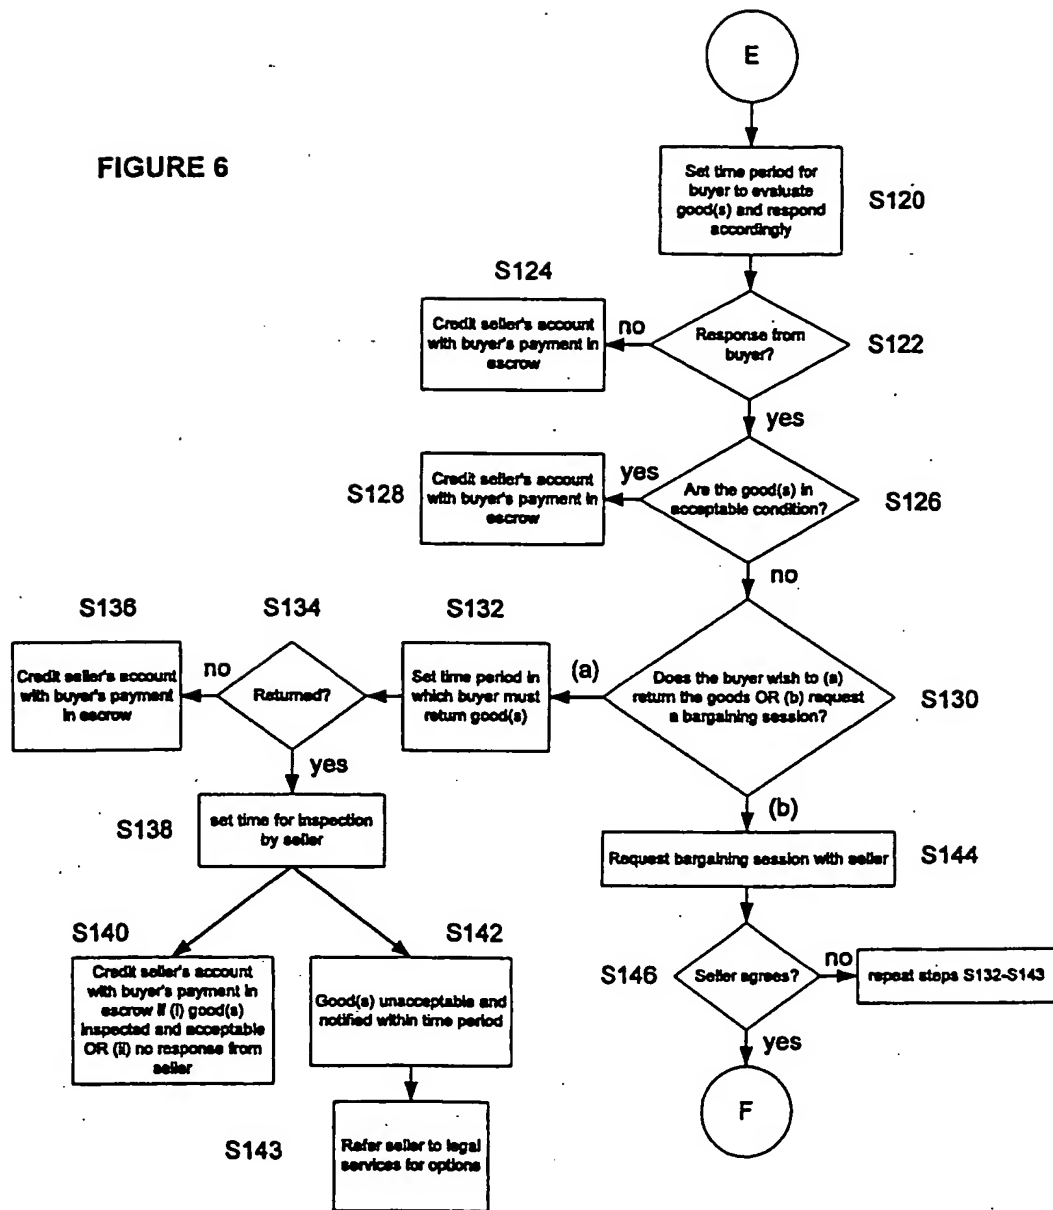 E
FIGURE 6
Set time period for
buyer to evaluate
good(s) and respond
accordingly
S120
S124
Credit seller's account
with buyer's payment in
escrow
no
Response from
buyer?
S122
yes
S128
Credit seller's account
with buyer's payment in
escrow
yes
Are the good(s) in
acceptable condition?
S126
no
S136
S134
S132
Credit seller's account
with buyer's payment
in escrow
no
Returned?
Set time period in
which buyer must
return good(s)
(a)
Does the buyer wish to (a)
return the goods OR (b) request
a bargaining session?
S130
yes
(b)
S138
set time for inspection
by seller
Request bargaining session with seller
S144
S140
S142
Credit seller's account
with buyer's payment in
escrow if (i) good(s)
inspected and acceptable
OR (ii) no response from
seller
Good(s) unacceptable and
notified within time period
S146
Seller agrees?
no
repeat steps S132-S143
yes
F
S143
Refer seller to legal
services for options